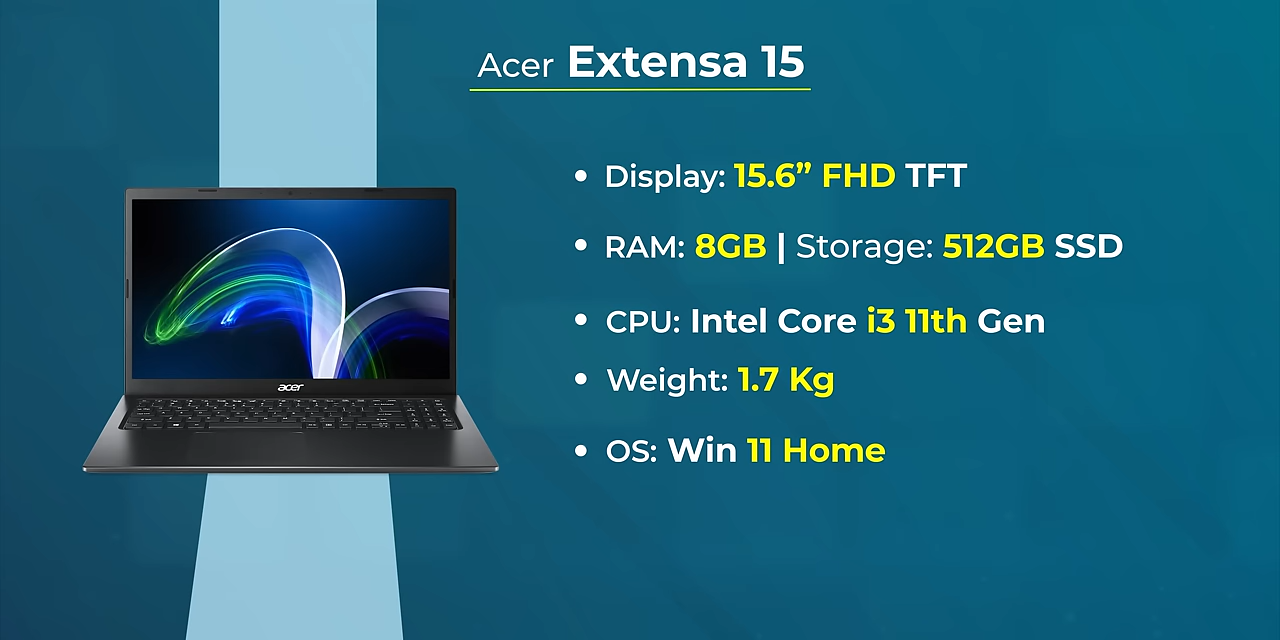 Acer Extensa 15
• Display: 15.6” FHD TFT
• RAM: 8GB | Storage: 512GB SSD
• CPU: Intel Core i3 11th Gen
• Weight: 1.7 Kg
• OS: Win 11 Home
acer